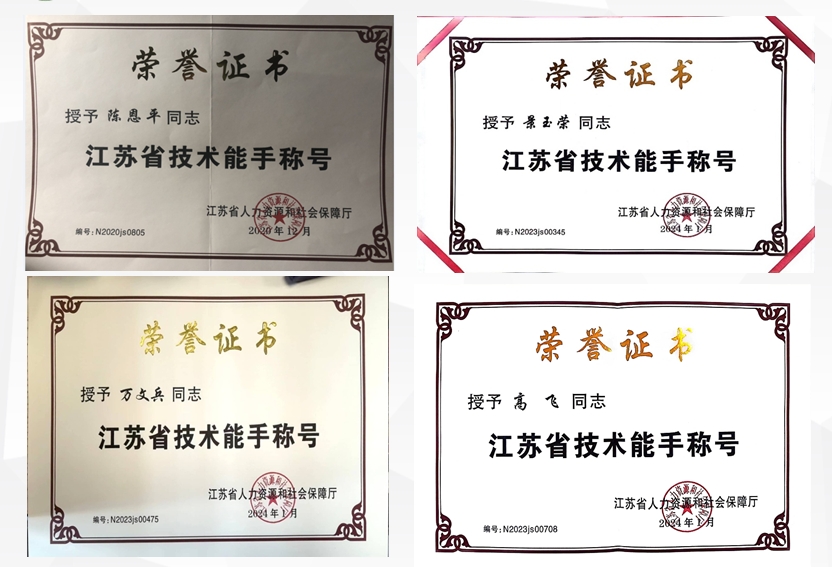 荣誉证书
授予 陈恩平 同志
江苏省技术能手称号
江苏省人力资源和社会保障厅
2020年12月
编号:N2020js0805
荣誉证书
授予 景玉荣 同志
江苏省技术能手称号
江苏省人力资源和社会保障厅
2024年1月
编号:N2023js00345
荣誉证书
授予 万文兵 同志
江苏省技术能手称号
江苏省人力资源和社会保障厅
2024年1月
编号:N2023js00475
荣誉证书
授予 高飞 同志
江苏省技术能手称号
江苏省人力资源和社会保障厅
2024年1月
编号:N2023js00708